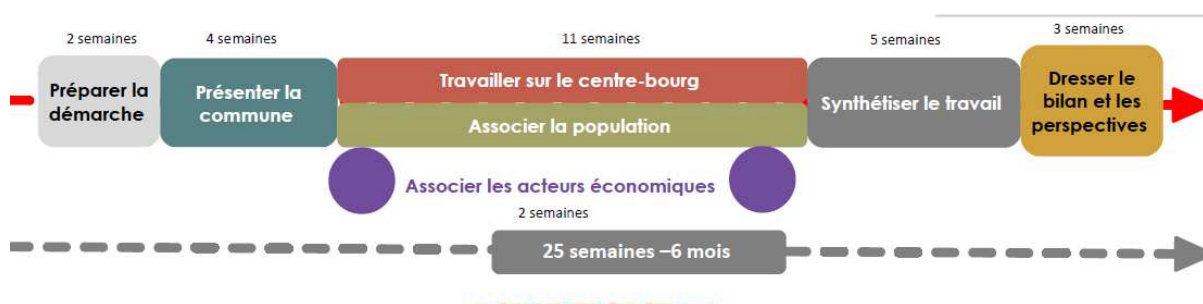 2 semaines
4 semaines
11 semaines
5 semaines
3 semaines
Préparer la
démarche
Présenter la
commune
Travailler sur le centre-bourg
Associer la population
Synthétiser le travail
Dresser le
bilan et les
perspectives
Associer les acteurs économiques
2 semaines
25 semaines –6 mois